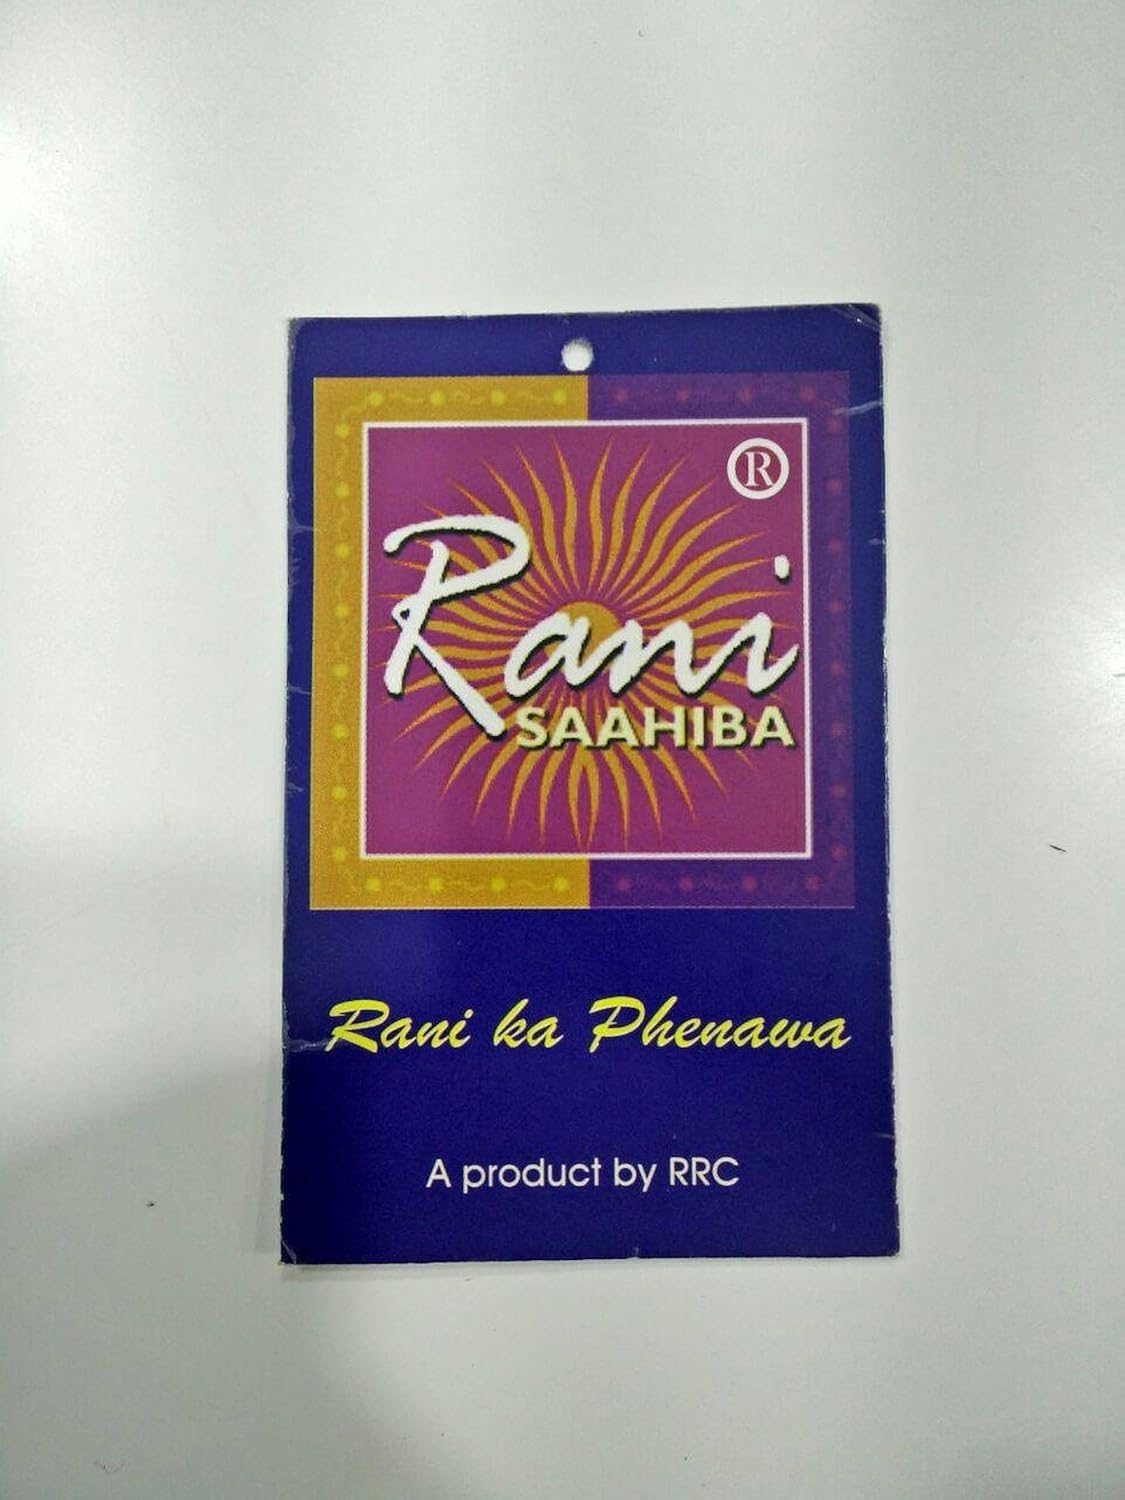 ®
Rani
SAAHIBA
Rani ka Phenawa
A product by RRC